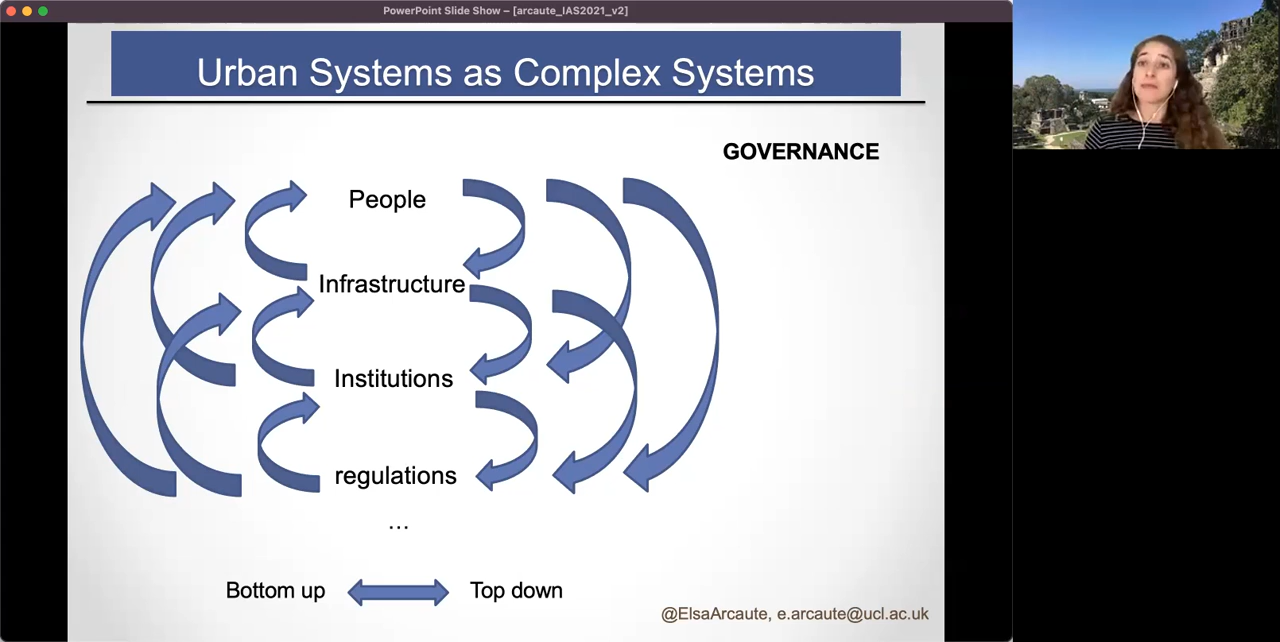 PowerPoint Slide Show – [arcaute_IAS2021_v2]
Urban Systems as Complex Systems
GOVERNANCE
People
Infrastructure
Institutions
regulations
...
Bottom up
Top down
@ElsaArcaute, e.arcaute@ucl.ac.uk